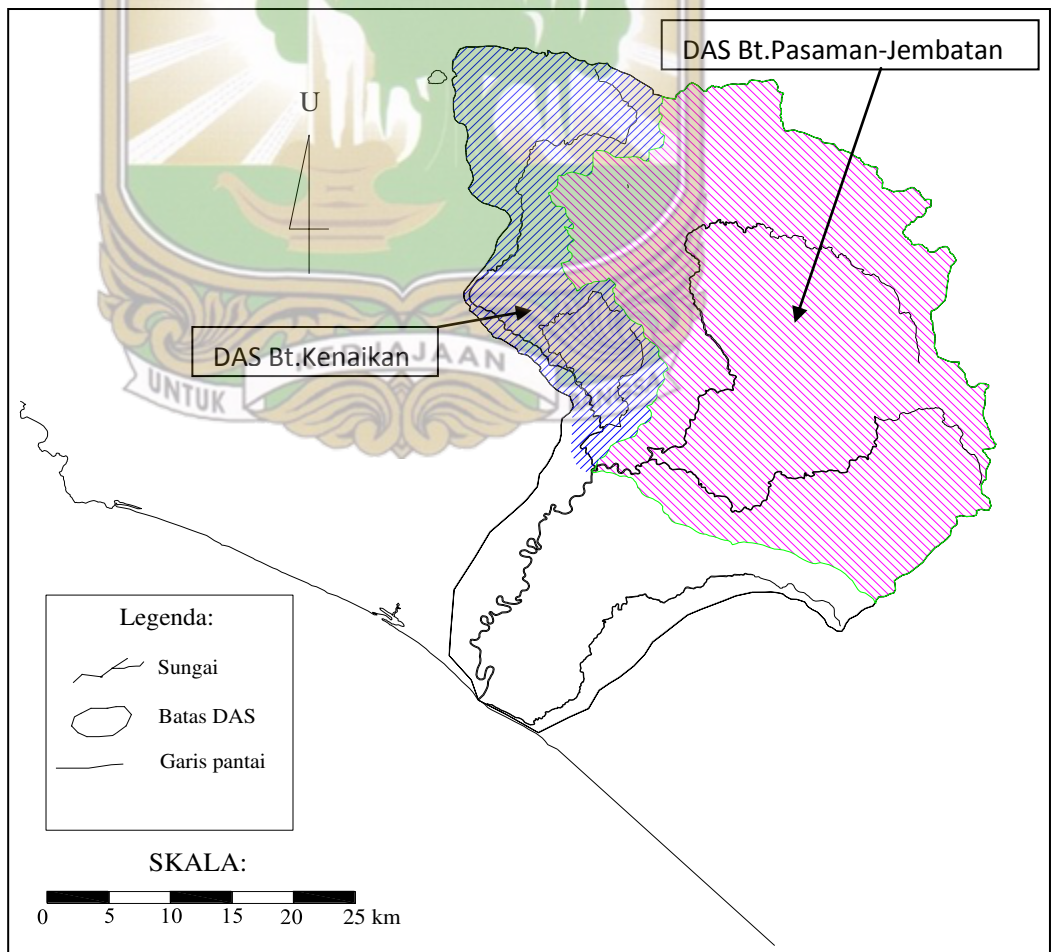 DAS Bt.Pasaman-Jembatan
U
DAS Bt.Kenaikan
KEDJAJAAN
UNTUK
Legenda:
Sungai
Batas DAS
Garis pantai
SKALA:
0 5 10 15 20 25 km